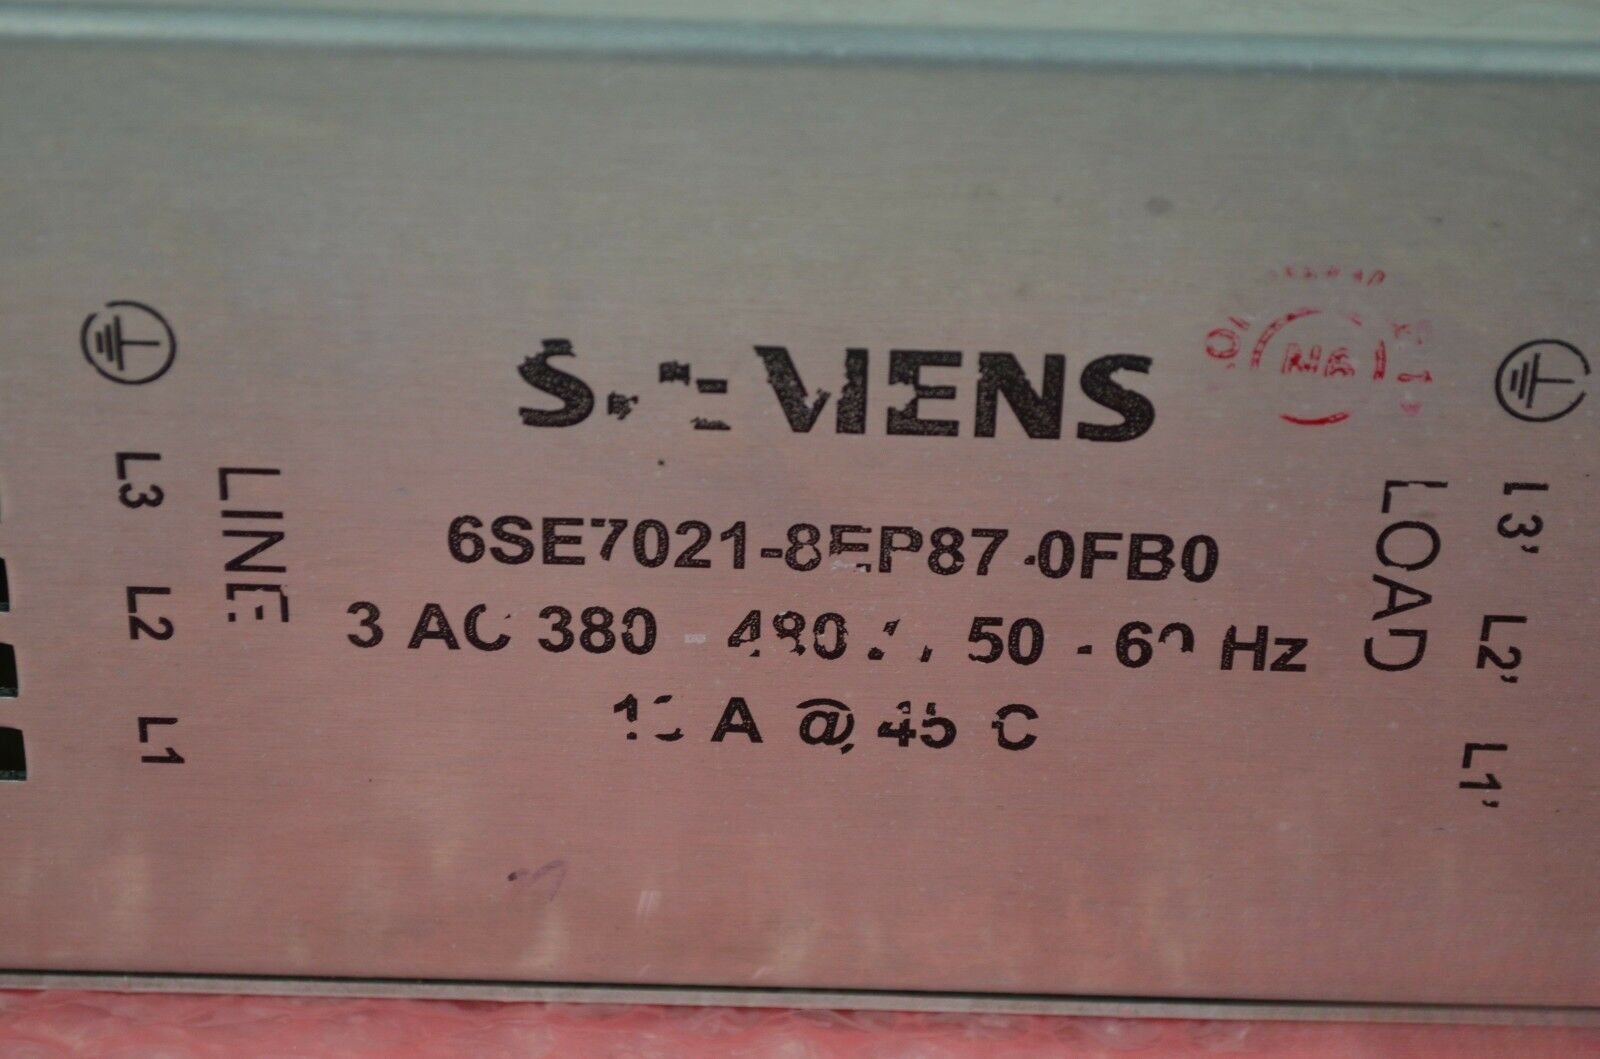 SIEMENS
6SE7021-8EP87-0FB0
3 AC 380 - 480 V, 50 - 60 Hz
A @ 45 C
LINE
L3 L2 L1
LOAD
L3' L2' L1'